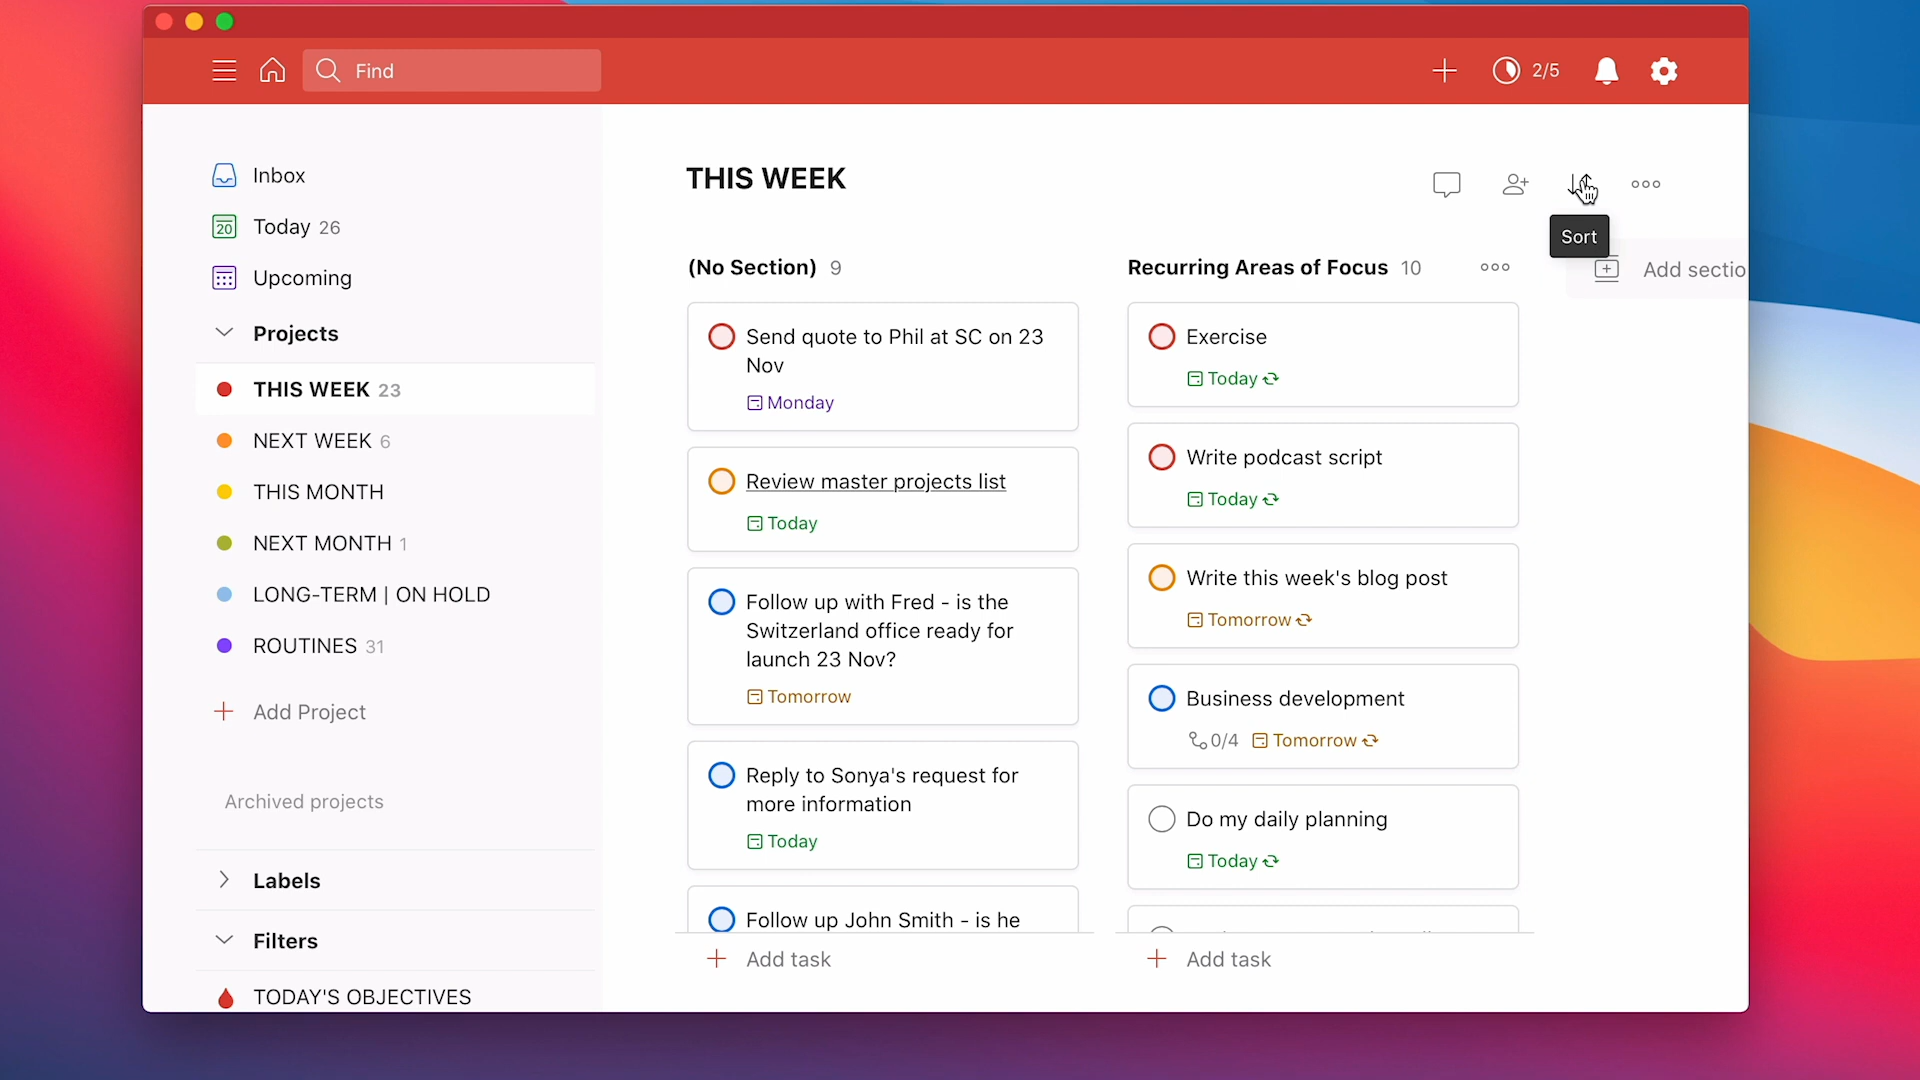 Find
2/5
Inbox
Today 26
20
Upcoming
Projects
THIS WEEK 23
NEXT WEEK 6
THIS MONTH
NEXT MONTH 1
LONG-TERM | ON HOLD
ROUTINES 31
Add Project
Archived projects
Labels
Filters
TODAY'S OBJECTIVES
THIS WEEK
Sort
(No Section) 9
Send quote to Phil at SC on 23
Nov
Monday
Review master projects list
Today
Follow up with Fred - is the
Switzerland office ready for
launch 23 Nov?
Tomorrow
Reply to Sonya's request for
more information
Today
Follow up John Smith - is he
Add task
Recurring Areas of Focus 10
Exercise
Today
Write podcast script
Today
Write this week's blog post
Tomorrow
Business development
0/4 Tomorrow
Do my daily planning
Today
Add task
Add sectio